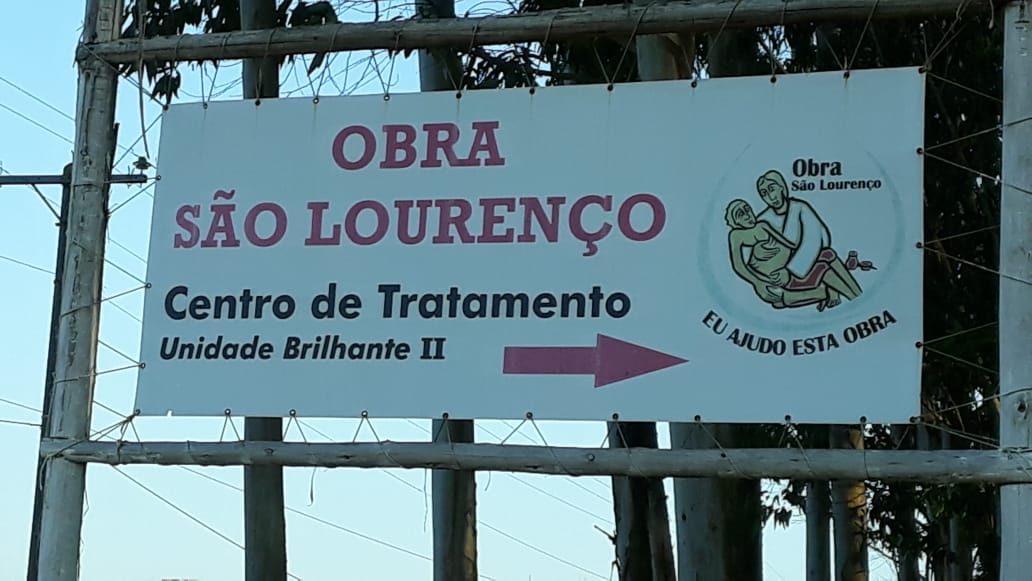 OBRA
SÃO LOURENÇO
Centro de Tratamento
Unidade Brilhante II
Obra
São Lourenço
EU AJUDO ESTA OBRA